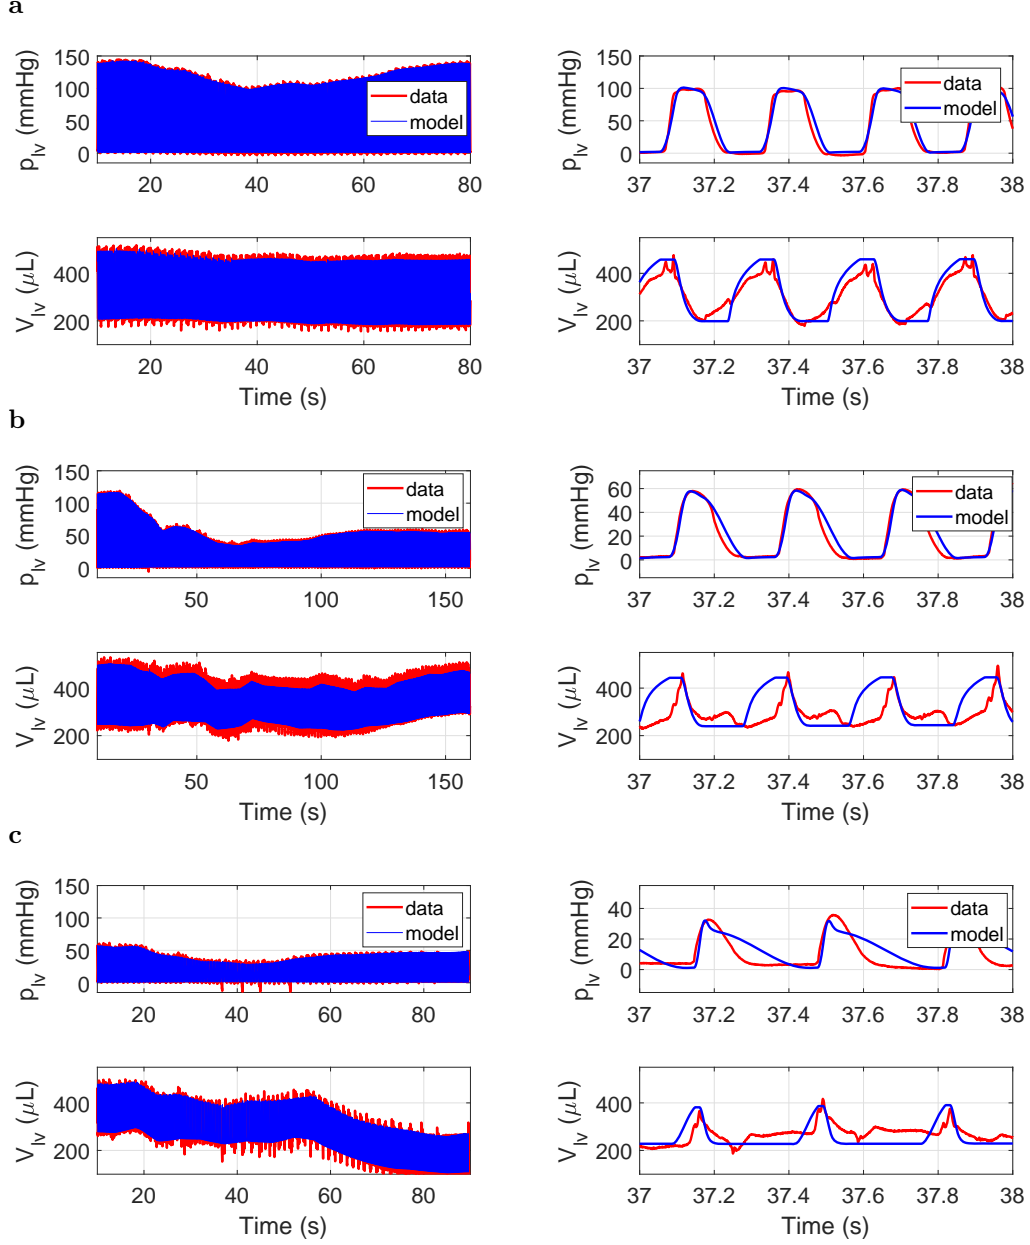 a
150
100
50
0
p_lv (mmHg)
data
model
20 40 60 80
150
100
50
0
p_lv (mmHg)
data
model
37 37.2 37.4 37.6 37.8 38
400
200
V_lv (μL)
20 40 60 80
Time (s)
400
200
V_lv (μL)
37 37.2 37.4 37.6 37.8 38
Time (s)
b
150
100
50
0
p_lv (mmHg)
data
model
50 100 150
60
40
20
0
p_lv (mmHg)
data
model
37 37.2 37.4 37.6 37.8 38
400
200
V_lv (μL)
50 100 150
Time (s)
400
200
V_lv (μL)
37 37.2 37.4 37.6 37.8 38
Time (s)
c
150
100
50
0
p_lv (mmHg)
data
model
20 40 60 80
40
20
0
p_lv (mmHg)
data
model
37 37.2 37.4 37.6 37.8 38
400
200
V_lv (μL)
20 40 60 80
Time (s)
400
200
V_lv (μL)
37 37.2 37.4 37.6 37.8 38
Time (s)